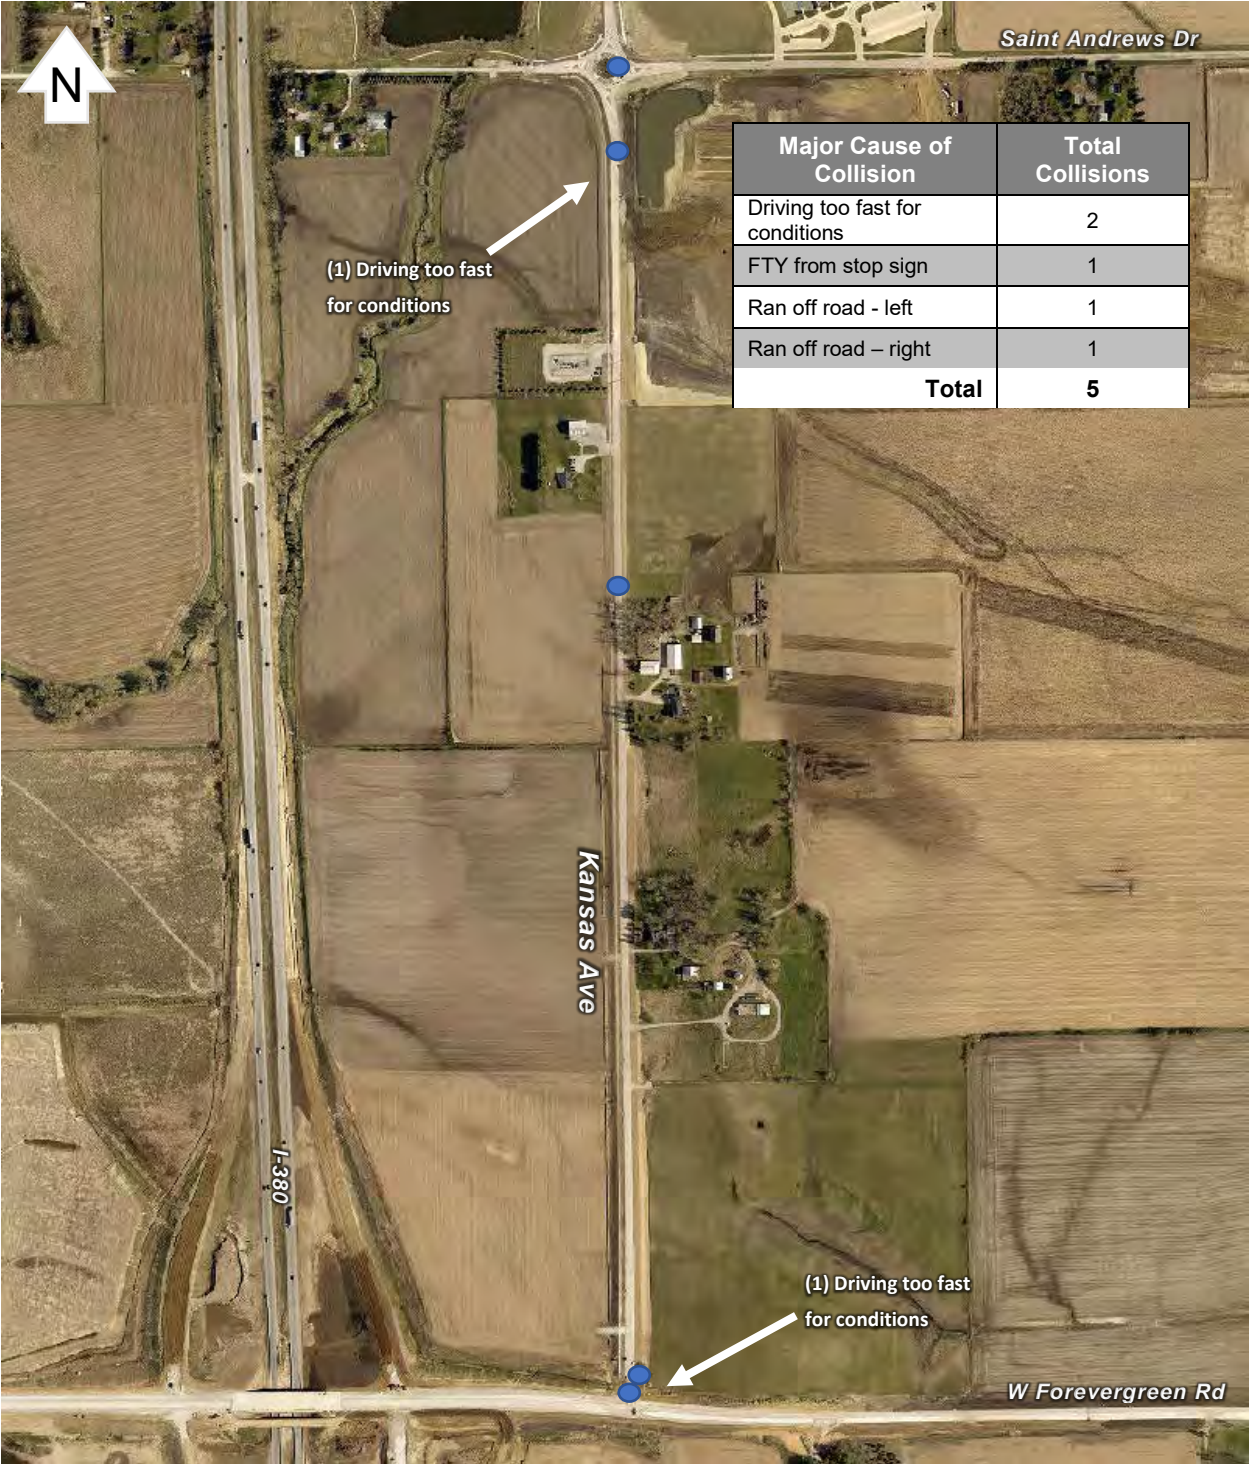 N
Saint Andrews Dr
Major Cause of
Collision
Total
Collisions
Driving too fast for
conditions
2
FTY from stop sign
1
Ran off road - left
1
Ran off road – right
1
Total
5
(1) Driving too fast
for conditions
Kansas Ave
I-380
(1) Driving too fast
for conditions
W Forevergreen Rd